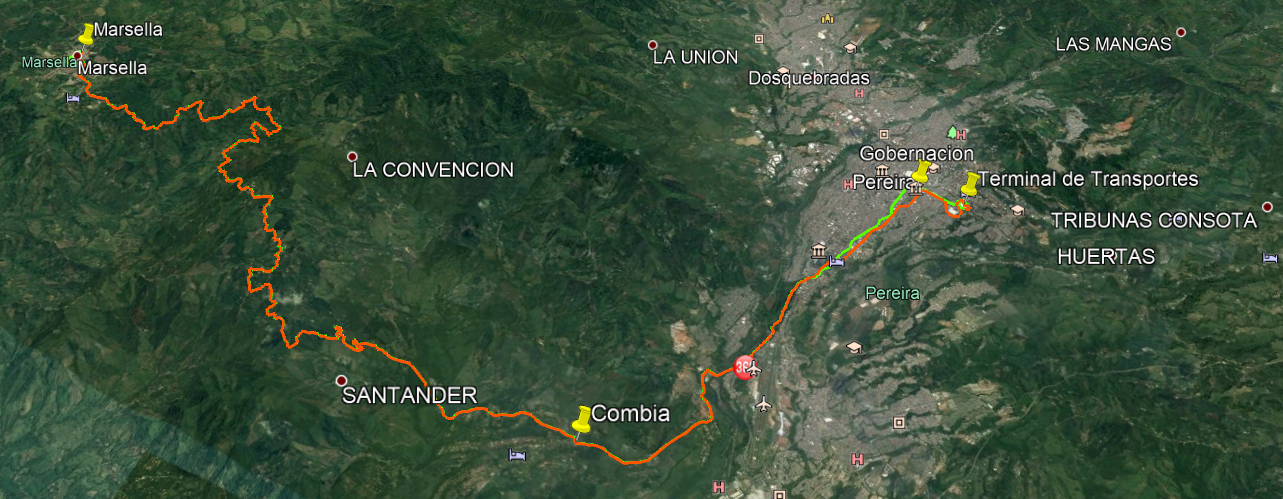 Marsella
Marsella
Marsella
LA UNION
LAS MANGAS
Dosquebradas
LA CONVENCION
Gobernacion
Pereira
Terminal de Transportes
TRIBUNAS CONSOTA
HUERTAS
Pereira
SANTANDER
Combia